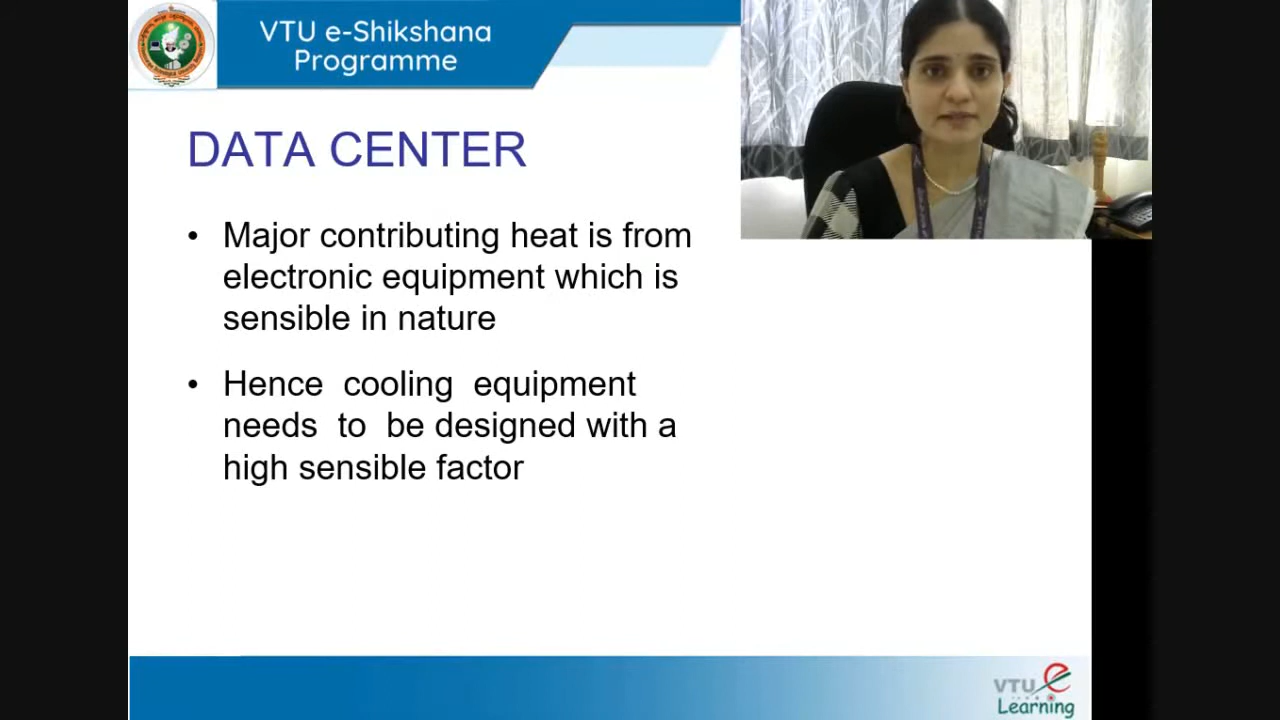 VTU e-Shikshana
Programme
DATA CENTER
• Major contributing heat is from
electronic equipment which is
sensible in nature
• Hence cooling equipment
needs to be designed with a
high sensible factor
VTU e
Learning